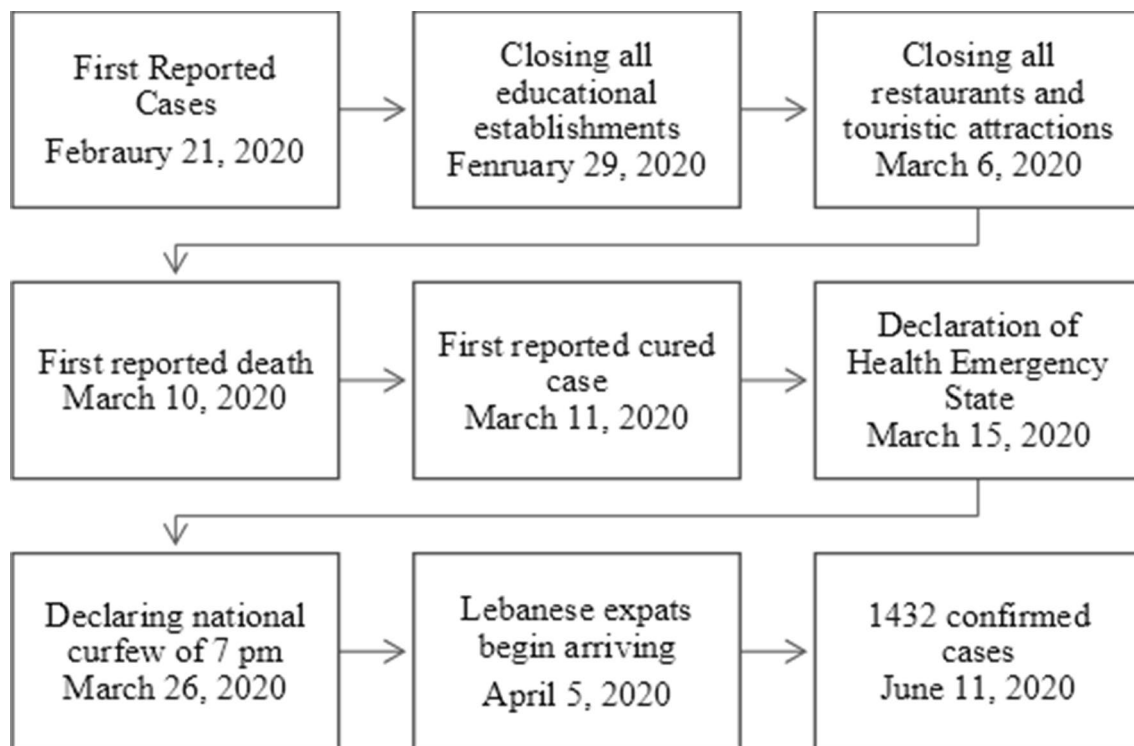 First Reported
Cases
Febraury 21, 2020
Closing all
educational
establishments
Fenruary 29, 2020
Closing all
restaurants and
touristic attractions
March 6, 2020
First reported death
March 10, 2020
First reported cured
case
March 11, 2020
Declaration of
Health Emergency
State
March 15, 2020
Declaring national
curfew of 7 pm
March 26, 2020
Lebanese expats
begin arriving
April 5, 2020
1432 confirmed
cases
June 11, 2020